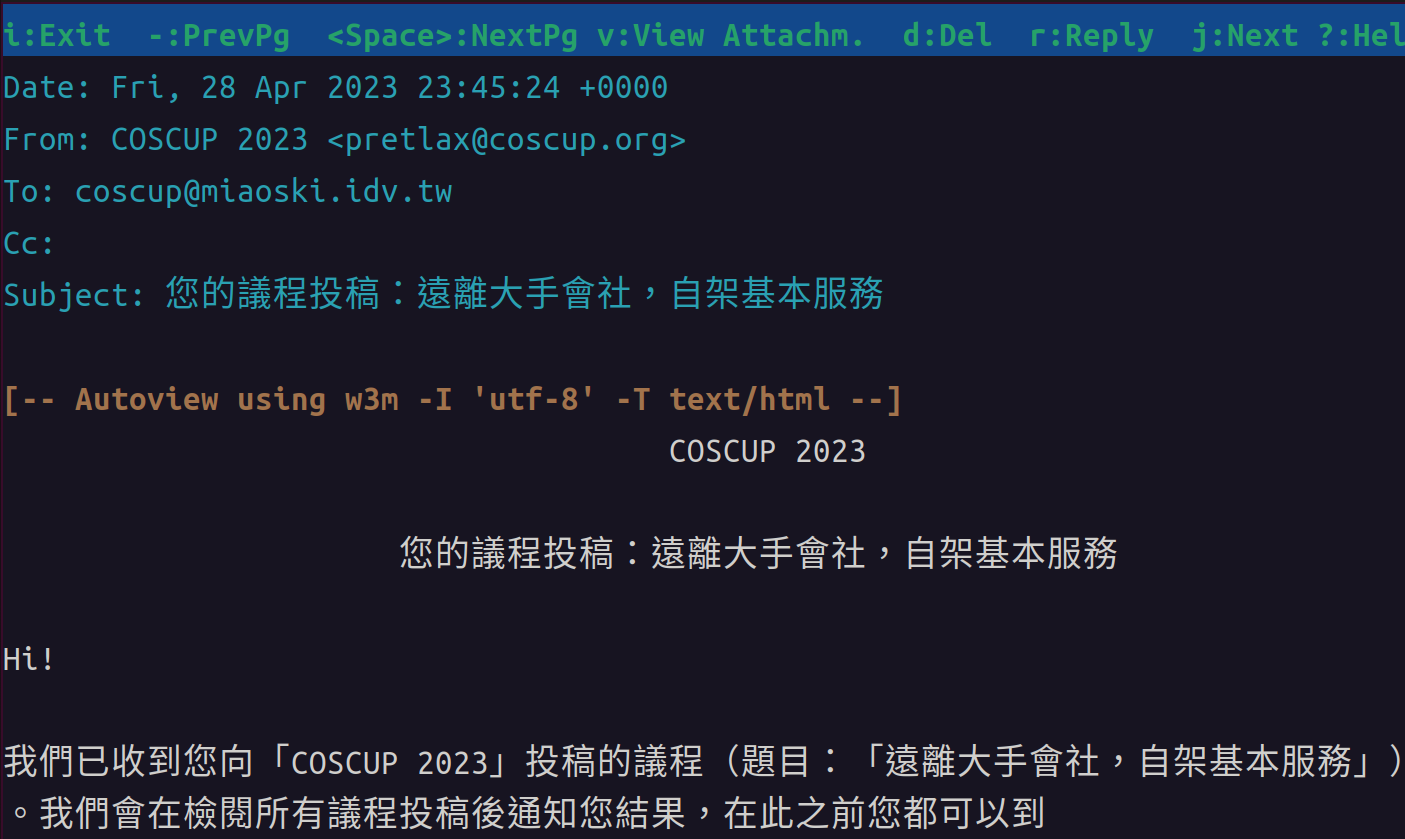 i:Exit  -:PrevPg  <Space>:NextPg v:View Attachm.  d:Del  r:Reply  j:Next ?:Hel
Date: Fri, 28 Apr 2023 23:45:24 +0000
From: COSCUP 2023 <pretlax@coscup.org>
To: coscup@miaoski.idv.tw
Cc:
Subject: 您的議程投稿：遠離大手會社，自架基本服務
[-- Autoview using w3m -I 'utf-8' -T text/html --]
COSCUP 2023
您的議程投稿：遠離大手會社，自架基本服務
Hi!
我們已收到您向「COSCUP 2023」投稿的議程（題目：「遠離大手會社，自架基本服務」）
。我們會在檢閱所有議程投稿後通知您結果，在此之前您都可以到